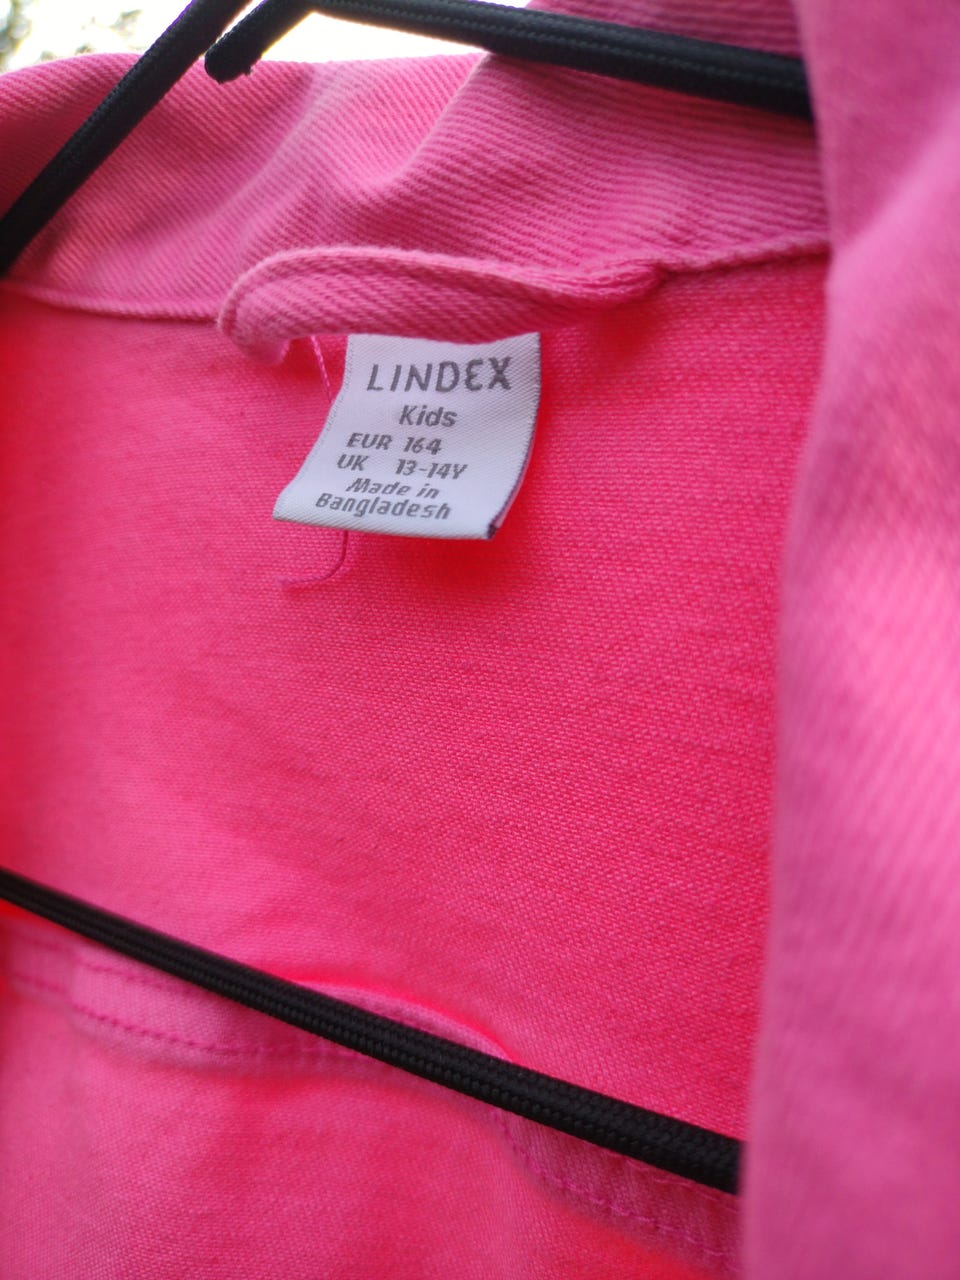 LINDEX
Kids
EUR 164
UK 13-14Y
Made in
Bangladesh